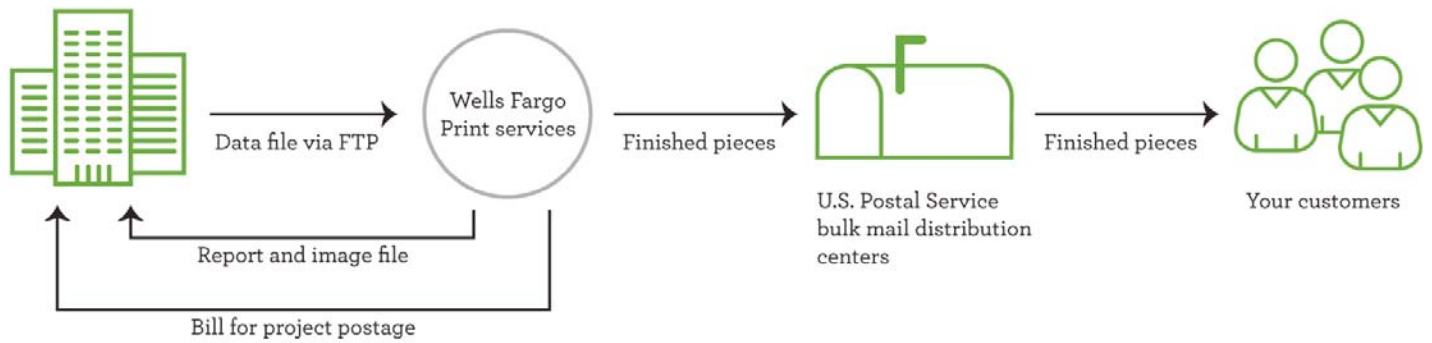 Wells Fargo
Print services
Data file via FTP
Finished pieces
Finished pieces
U.S. Postal Service
bulk mail distribution
centers
Your customers
Report and image file
Bill for project postage